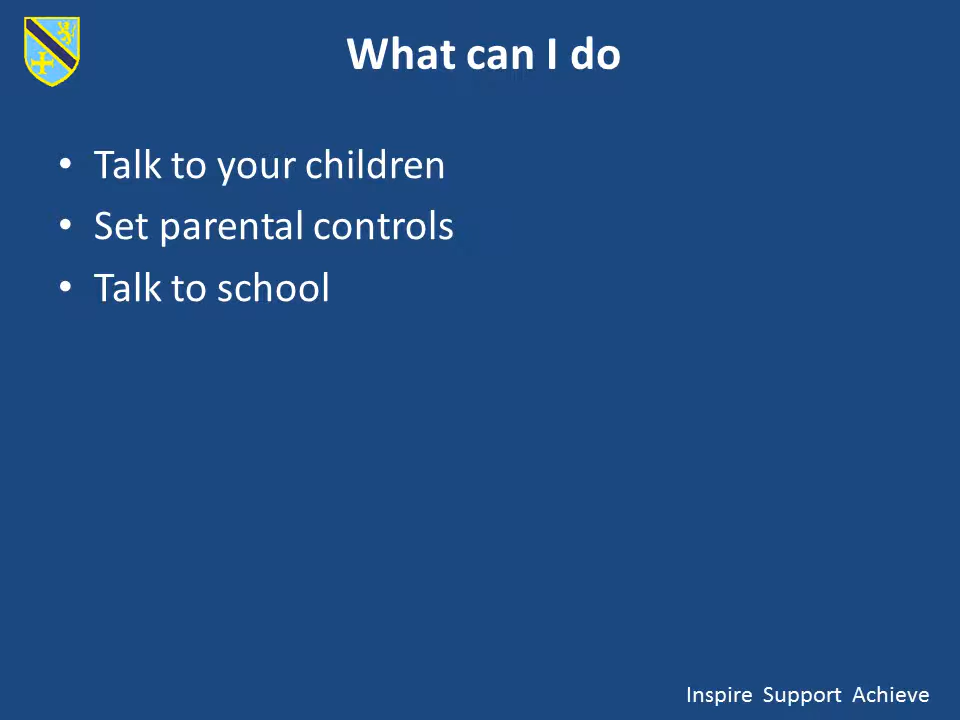 What can I do
• Talk to your children
• Set parental controls
• Talk to school
Inspire Support Achieve